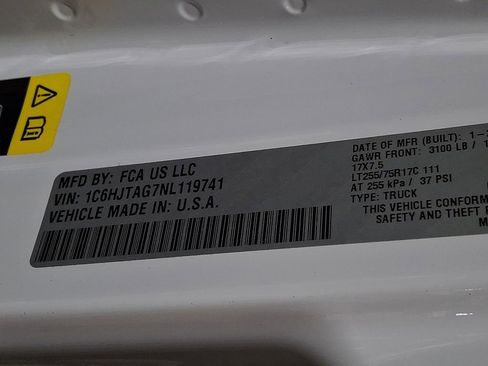 MFD BY: FCA US LLC
VIN: 1C6HJTAG7NL119741
VEHICLE MADE IN: U.S.A.
DATE OF MFR (BUILT): 1-
GAWR FRONT: 3100 LB /
17X7.5
LT255/75R17C 111
AT 255 kPA / 37 PSI
TYPE: TRUCK
THIS VEHICLE CONFORM
SAFETY AND THEFT